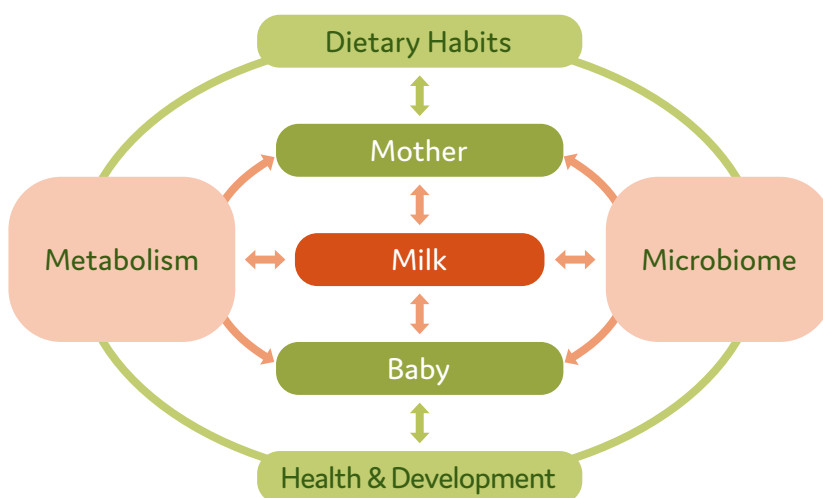 Dietary Habits
Mother
Metabolism
Milk
Microbiome
Baby
Health & Development